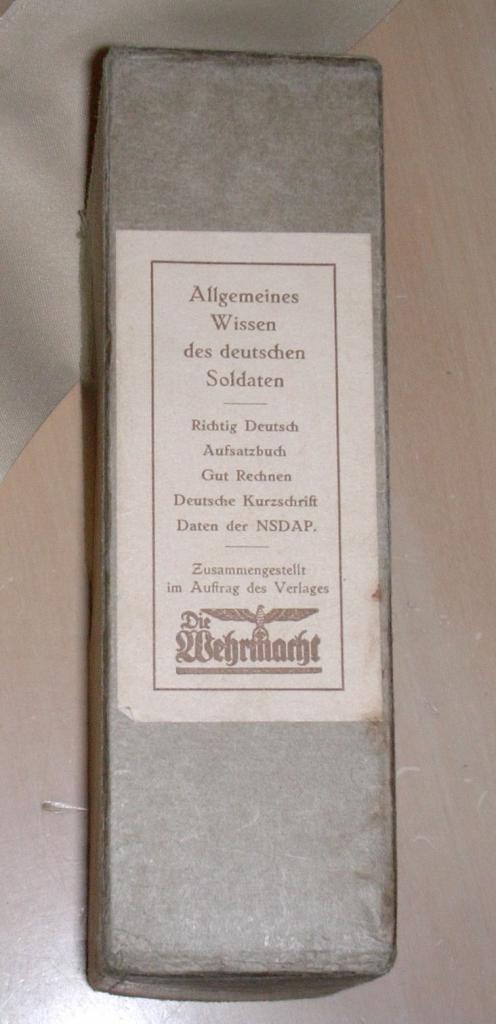 Allgemeines
Wissen
des deutschen
Soldaten
Richtig Deutsch
Aufsatzbuch
Gut Rechnen
Deutsche Kurzschrift
Daten der NSDAP.
Zusammengestellt
im Auftrag des Verlages
Die
Wehrmacht